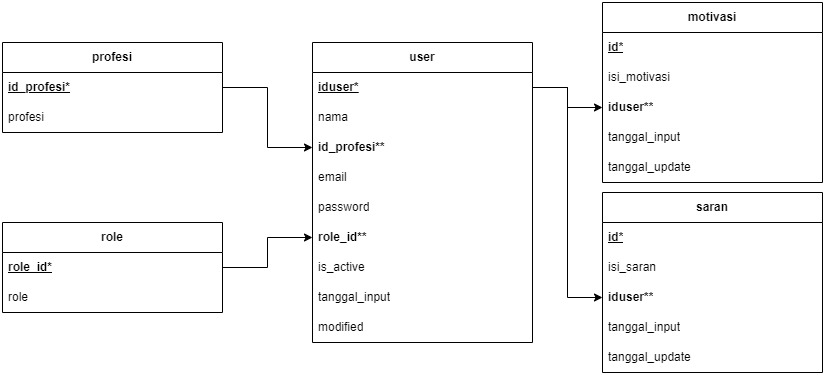 profesi
id_profesi*
profesi
role
role_id*
role
user
iduser*
nama
id_profesi**
email
password
role_id**
is_active
tanggal_input
modified
motivasi
id*
isi_motivasi
iduser**
tanggal_input
tanggal_update
saran
id*
isi_saran
iduser**
tanggal_input
tanggal_update